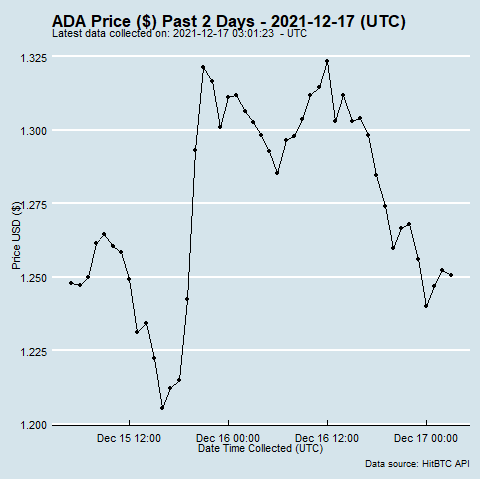 ADA Price ($) Past 2 Days - 2021-12-17 (UTC)
Latest data collected on: 2021-12-17 03:01:23  - UTC
1.325
1.300
1.275
1.250
1.225
1.200
Price USD ($)
Dec 15 12:00
Dec 16 00:00
Dec 16 12:00
Dec 17 00:00
Date Time Collected (UTC)
Data source: HitBTC API